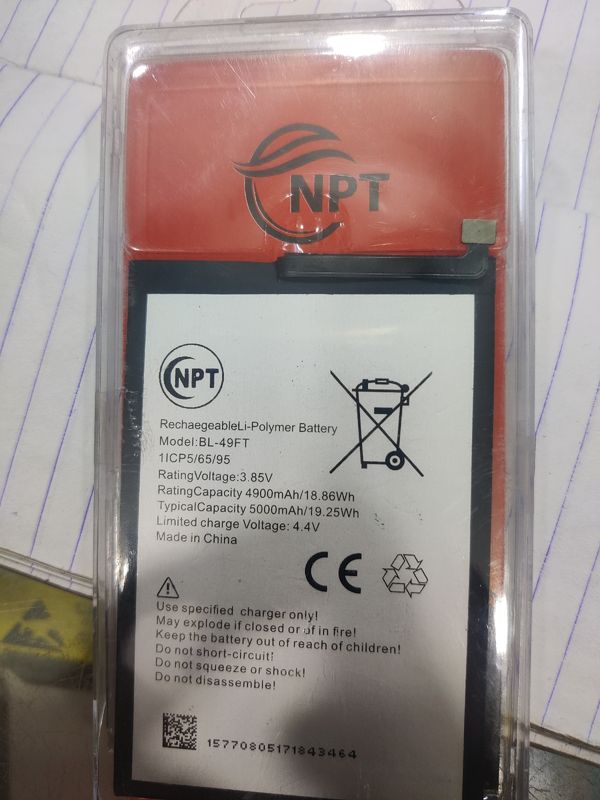 NPT
NPT
RechaegeableLi-Polymer Battery
Model:BL-49FT
1ICP5/65/95
RatingVoltage:3.85V
RatingCapacity 4900mAh/18.86Wh
TypicalCapacity 5000mAh/19.25Wh
Limited charge Voltage: 4.4V
Made in China
CE
Use specified charger only!
May explode if closed or of in fire!
Keep the battery out of reach of children!
Do not short-circuit!
Do not squeeze or shock!
Do not disassemble!
15770805171843464